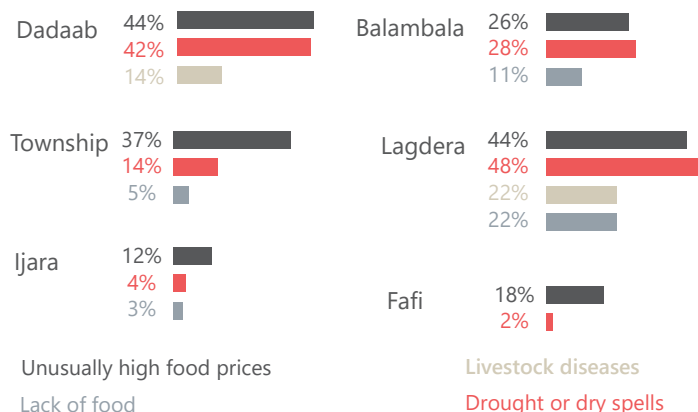 Dadaab
44%
42%
14%
Balambala
26%
28%
11%
Township
37%
14%
5%
Lagdera
44%
48%
22%
22%
Ijara
12%
4%
3%
Fafi
18%
2%
Unusually high food prices
Livestock diseases
Lack of food
Drought or dry spells